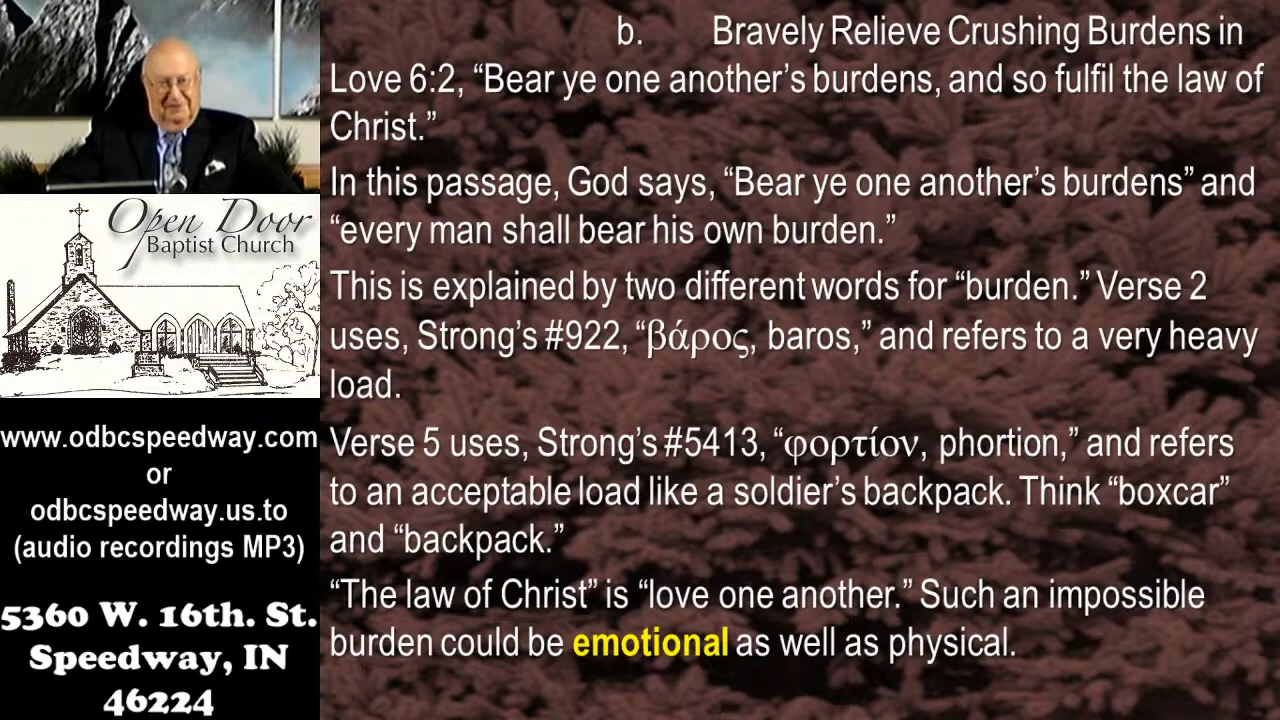 Open Door
Baptist Church
www.odbcspeedway.com
or
odbcspeedway.us.to
(audio recordings MP3)
5360 W. 16th. St.
Speedway, IN
46224
b. Bravely Relieve Crushing Burdens in
Love 6:2, “Bear ye one another’s burdens, and so fulfil the law of
Christ.”
In this passage, God says, “Bear ye one another’s burdens” and
“every man shall bear his own burden.”
This is explained by two different words for “burden.” Verse 2
uses, Strong’s #922, “βάρος, baros,” and refers to a very heavy
load.
Verse 5 uses, Strong’s #5413, “φορτίον, phortion,” and refers
to an acceptable load like a soldier’s backpack. Think “boxcar”
and “backpack.”
“The law of Christ” is “love one another.” Such an impossible
burden could be emotional as well as physical.